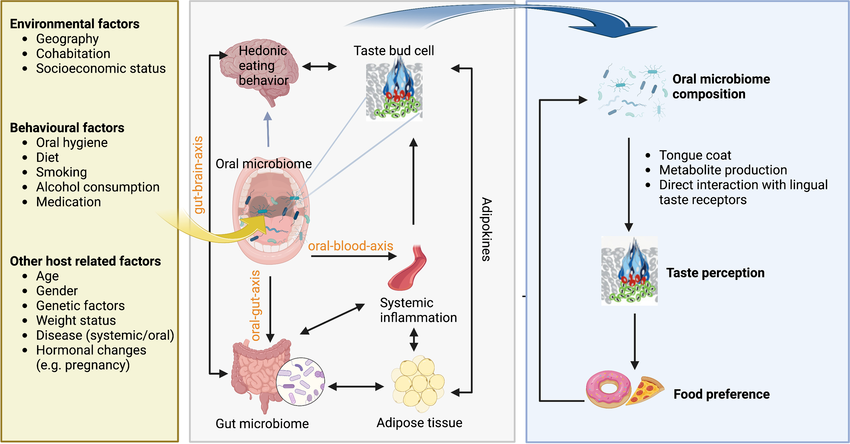 Environmental factors
• Geography
• Cohabitation
• Socioeconomic status
Behavioural factors
• Oral hygiene
• Diet
• Smoking
• Alcohol consumption
• Medication
Other host related factors
• Age
• Gender
• Genetic factors
• Weight status
• Disease (systemic/oral)
• Hormonal changes
(e.g. pregnancy)
Hedonic
eating
behavior
Taste bud cell
gut-brain-axis
Oral microbiome
oral-blood-axis
Adipokines
oral-gut-axis
Systemic
inflammation
Gut microbiome
Adipose tissue
Oral microbiome
composition
• Tongue coat
• Metabolite production
• Direct interaction with lingual
taste receptors
Taste perception
Food preference